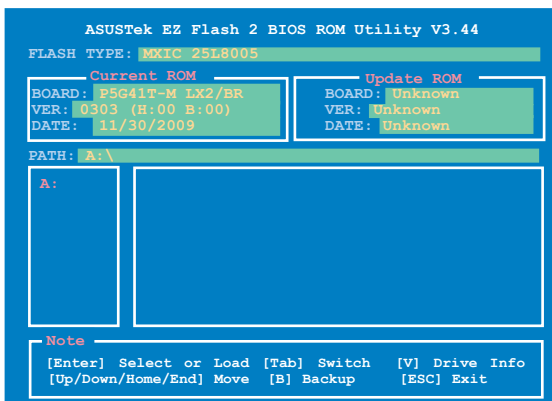 ASUSTek EZ Flash 2 BIOS ROM Utility V3.44
FLASH TYPE: MXIC 25L8005
Current ROM
BOARD: P5G41T-M LX2/BR
VER: 0303 (H:00 B:00)
DATE: 11/30/2009
Update ROM
BOARD: Unknown
VER: Unknown
DATE: Unknown
PATH: A:\
A:
Note
[Enter] Select or Load [Tab] Switch [V] Drive Info
[Up/Down/Home/End] Move [B] Backup [ESC] Exit